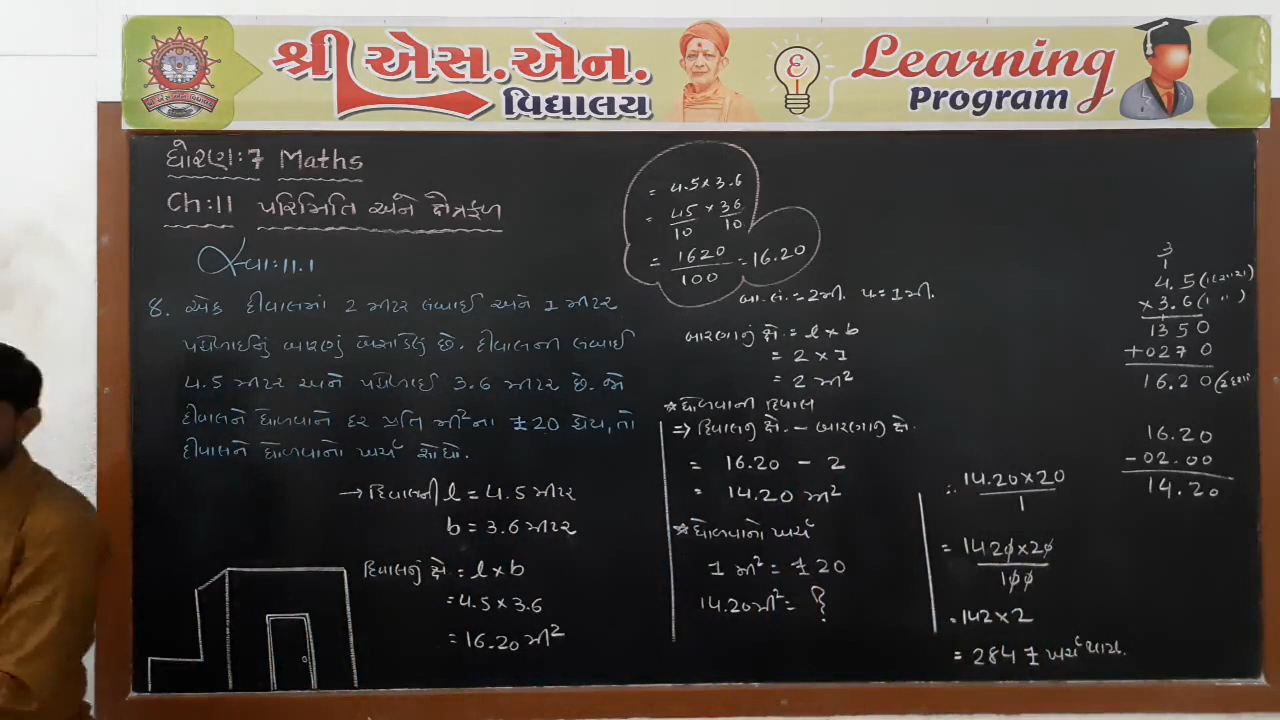 શ્રી એસ.એન.
વિદ્યાલય
Learning
Program
ધોરણ:7 Maths
Ch:11 પરિમિતિ અને ક્ષેત્રફળ
સ્વા:11.1
8. એક દીવાલમાં 2 મીટર લંબાઈ અને 1 મીટર
પહોળાઈનું બારણું બેસાડેલું છે. દીવાલની લંબાઈ
4.5 મીટર અને પહોળાઈ 3.6 મીટર છે. જો
દીવાલને ધોળવાનો દર પ્રતિ મી²ના ₹20 હોય, તો
દીવાલને ધોળવાનો ખર્ચ શોધો.
→ દિવાલની l = 4.5 મીટર
b = 3.6 મીટર
દિવાલનું ક્ષે. = l × b
= 4.5 × 3.6
= 16.20 મી²
= 4.5 × 3.6
= 45/10 × 36/10
= 1620/100 = 16.20
બા. લં. = 2મી. પ = 1મી.
બારણાનું ક્ષે. = l × b
= 2 × 1
= 2 મી²
* ધોળવાની દિવાલ
⇒ દિવાલનું ક્ષે. - બારણાનું ક્ષે.
= 16.20 - 2
= 14.20 મી²
* ધોળવાનો ખર્ચ
1 મી² = ₹20
14.20મી² = ?
∴ 14.20×20/1
= 1420×20/100
= 142×2
= 284 ₹ ખર્ચ થાય.
3
1
4.5
× 3.6
1350
+0270
16.20
16.20
-02.00
14.20